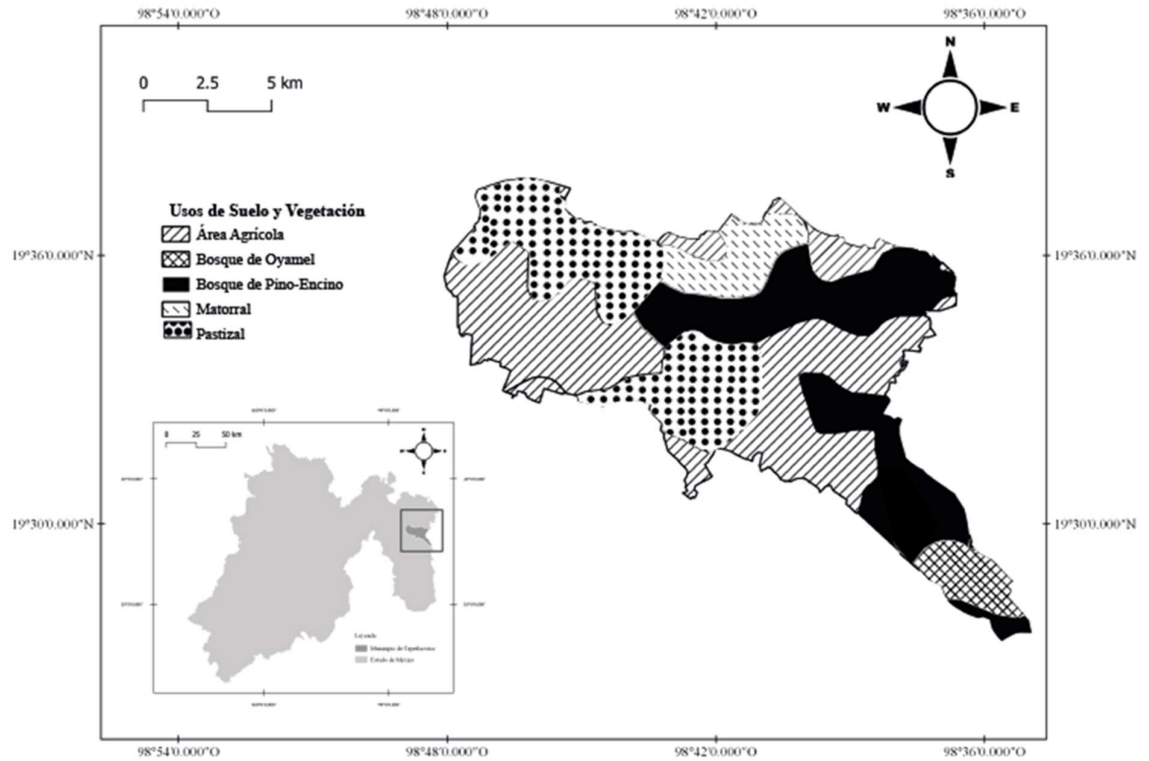 98°54'0.000"O 98°48'0.000"O 98°42'0.000"O 98°36'0.000"O
N
W E
S
0 2.5 5 km
Usos de Suelo y Vegetación
Área Agrícola
Bosque de Oyamel
Bosque de Pino-Encino
Matorral
Pastizal
19°36'0.000"N 19°36'0.000"N
0 25 50 km
19°30'0.000"N 19°30'0.000"N
Estado de México
98°54'0.000"O 98°48'0.000"O 98°42'0.000"O 98°36'0.000"O